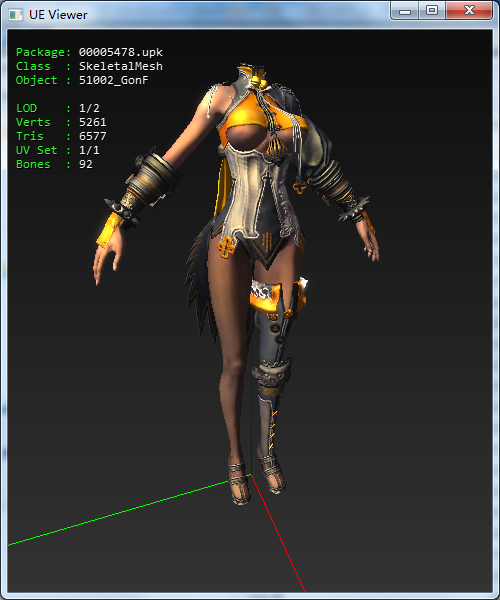 UE Viewer
Package: 00005478.upk
Class : SkeletalMesh
Object : 51002_GonF
LOD : 1/2
Verts : 5261
Tris : 6577
UV Set : 1/1
Bones : 92